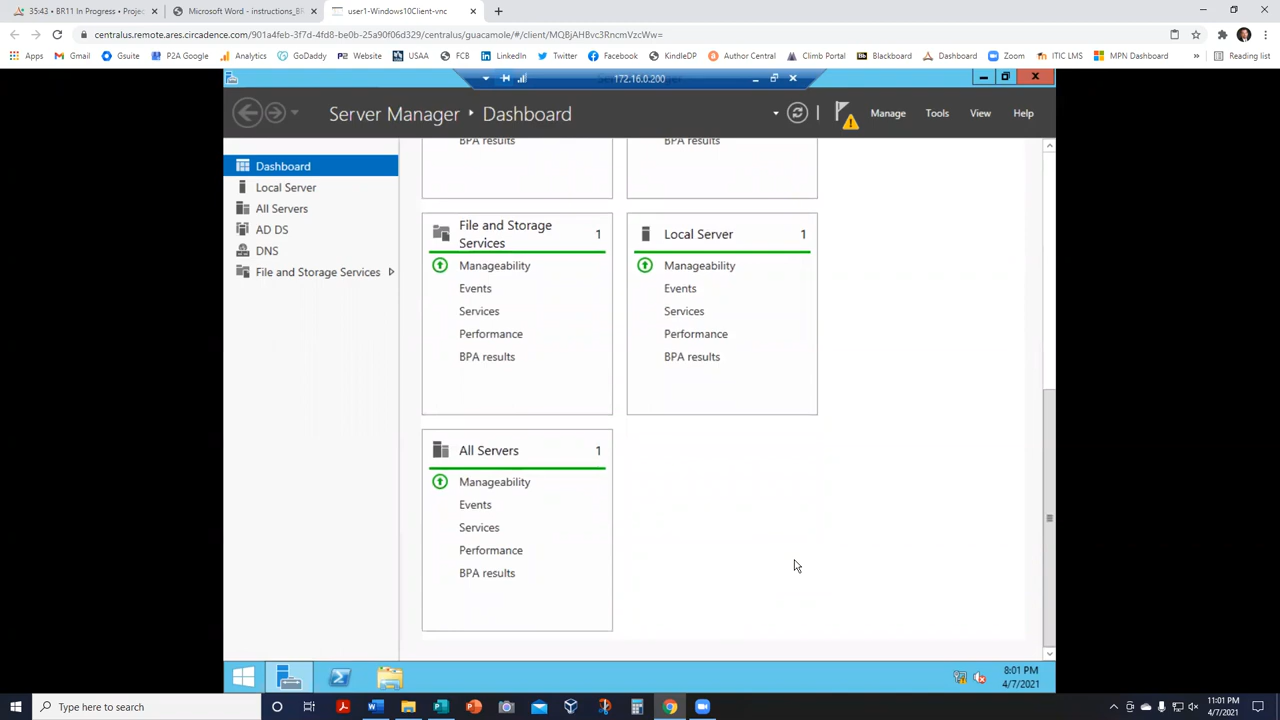 35:43 • BR11 In Progress • Projec
Microsoft Word - instructions_BR
user1-Windows10Client-vnc
centralus.remote.ares.circadence.com/901a4feb-3f7d-4fd8-be0b-25a90f06d329/centralus/guacamole/#/client/MQBjAHBvc3RncmVzcWw=
Apps
Gmail
Gsuite
P2A Google
Analytics
GoDaddy
Website
USAA
FCB
LinkedIn
Twitter
Facebook
KindleDP
Author Central
Climb Portal
Blackboard
Dashboard
Zoom
ITIC LMS
MPN Dashboard
»
Reading list
172.16.0.200
Server Manager • Dashboard
Manage
Tools
View
Help
Dashboard
Local Server
All Servers
AD DS
DNS
File and Storage Services
BPA results
BPA results
File and Storage
Services
1
Manageability
Events
Services
Performance
BPA results
Local Server
1
Manageability
Events
Services
Performance
BPA results
All Servers
1
Manageability
Events
Services
Performance
BPA results
8:01 PM
4/7/2021
Type here to search
11:01 PM
4/7/2021